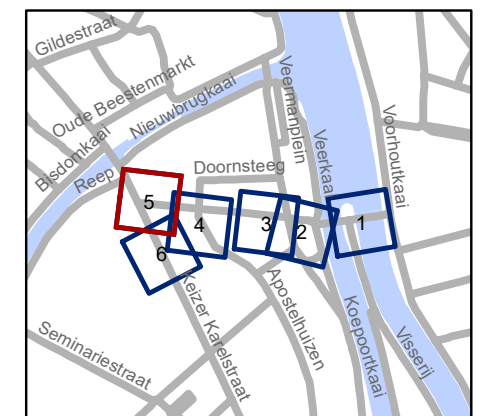 Gildestraat
Oude Beestenmarkt
Nieuwbrugkaai
Bisdomkaai
Reep
Veermanplein
Veerkaai
Voorhoutkaai
Doornsteeg
5
4
3
2
1
6
Keizer Karelstraat
Apostelhuizen
Koepoortkaai
Visserij
Seminariestraat